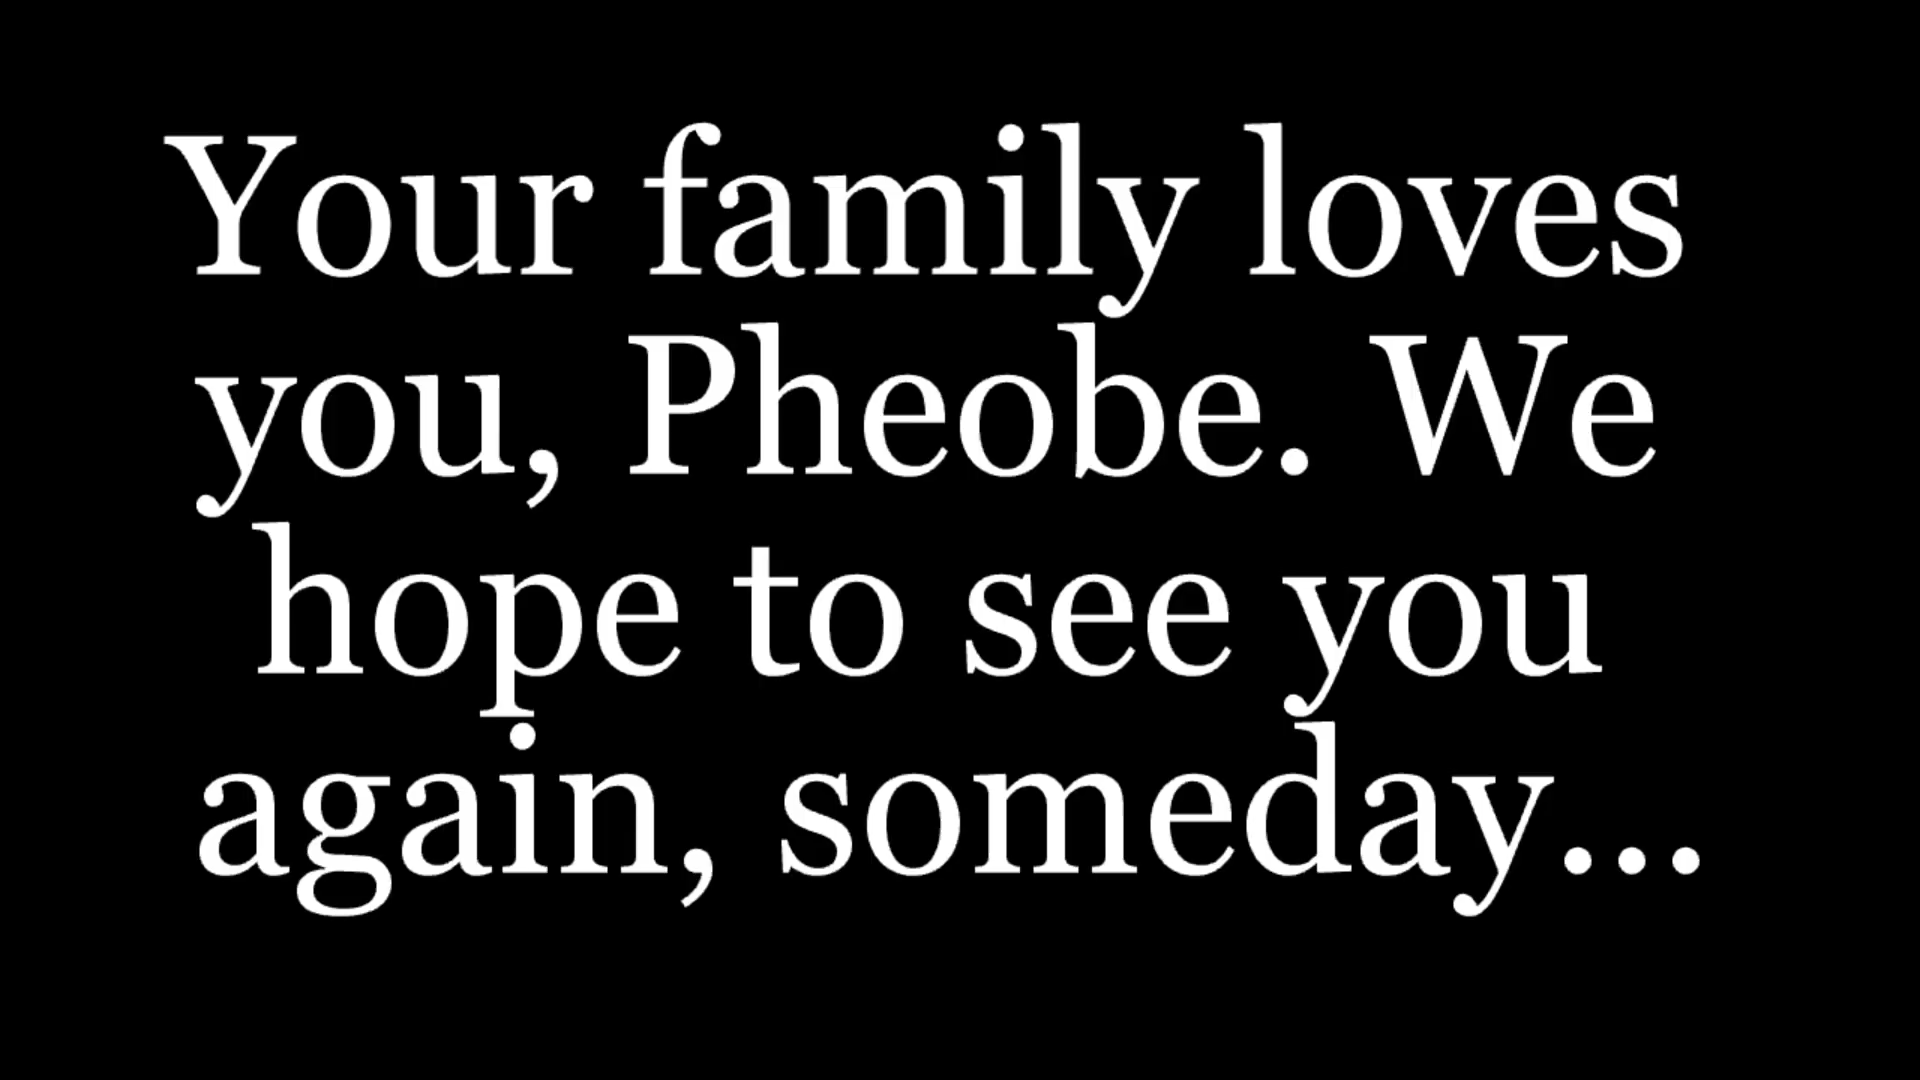 Your family loves
you, Pheobe. We
hope to see you
again, someday...